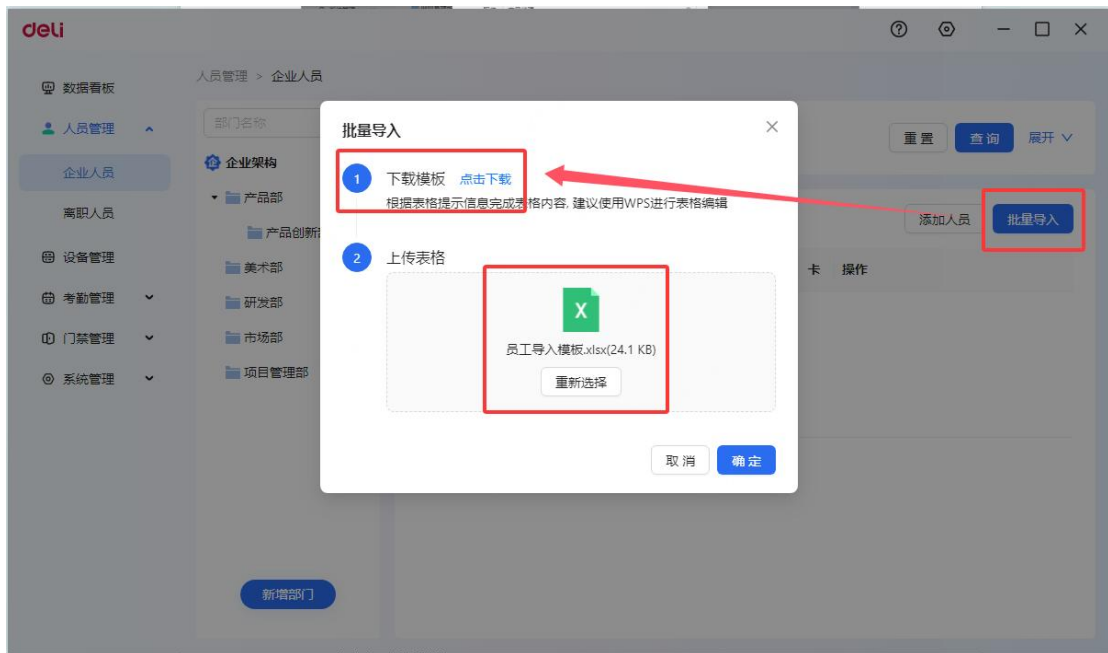 deli
人员管理 > 企业人员
数据看板
人员管理
企业人员
离职人员
设备管理
考勤管理
门禁管理
系统管理
部门名称
企业架构
产品部
产品创新
美术部
研发部
市场部
项目管理部
新增部门
重置 查询 展开
添加人员 批量导入
卡 操作
批量导入
1 下载模板 点击下载
根据表格提示信息完成表格内容, 建议使用WPS进行表格编辑
2 上传表格
X
员工导入模板.xlsx(24.1 KB)
重新选择
取消 确定